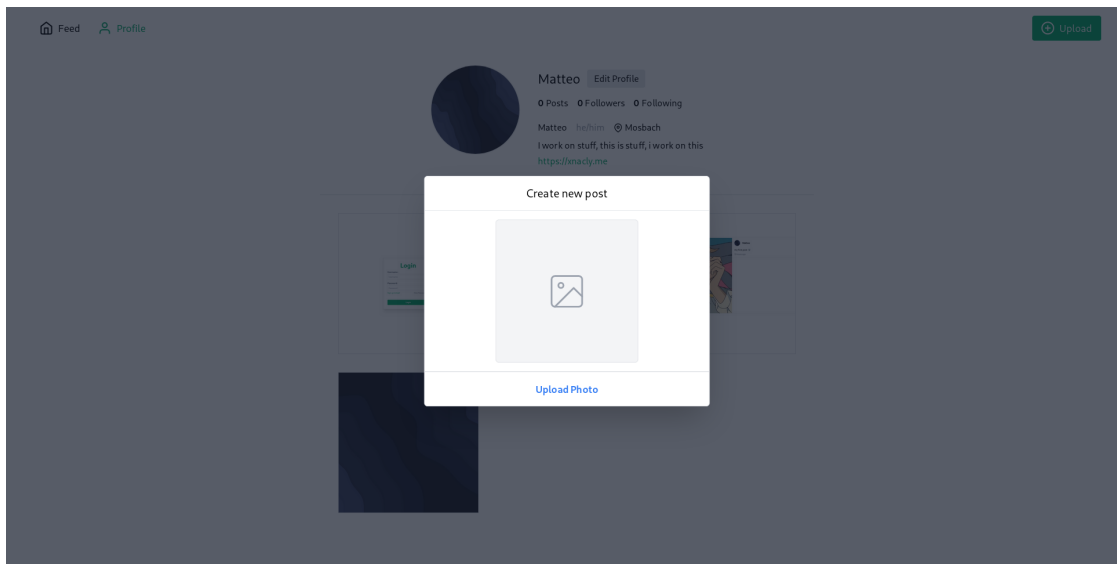 Feed Profile Upload
Matteo Edit Profile
0 Posts 0 Followers 0 Following
Matteo he/him Mosbach
I work on stuff, this is stuff, i work on this
https://xnacly.me
Create new post
Login
Upload Photo